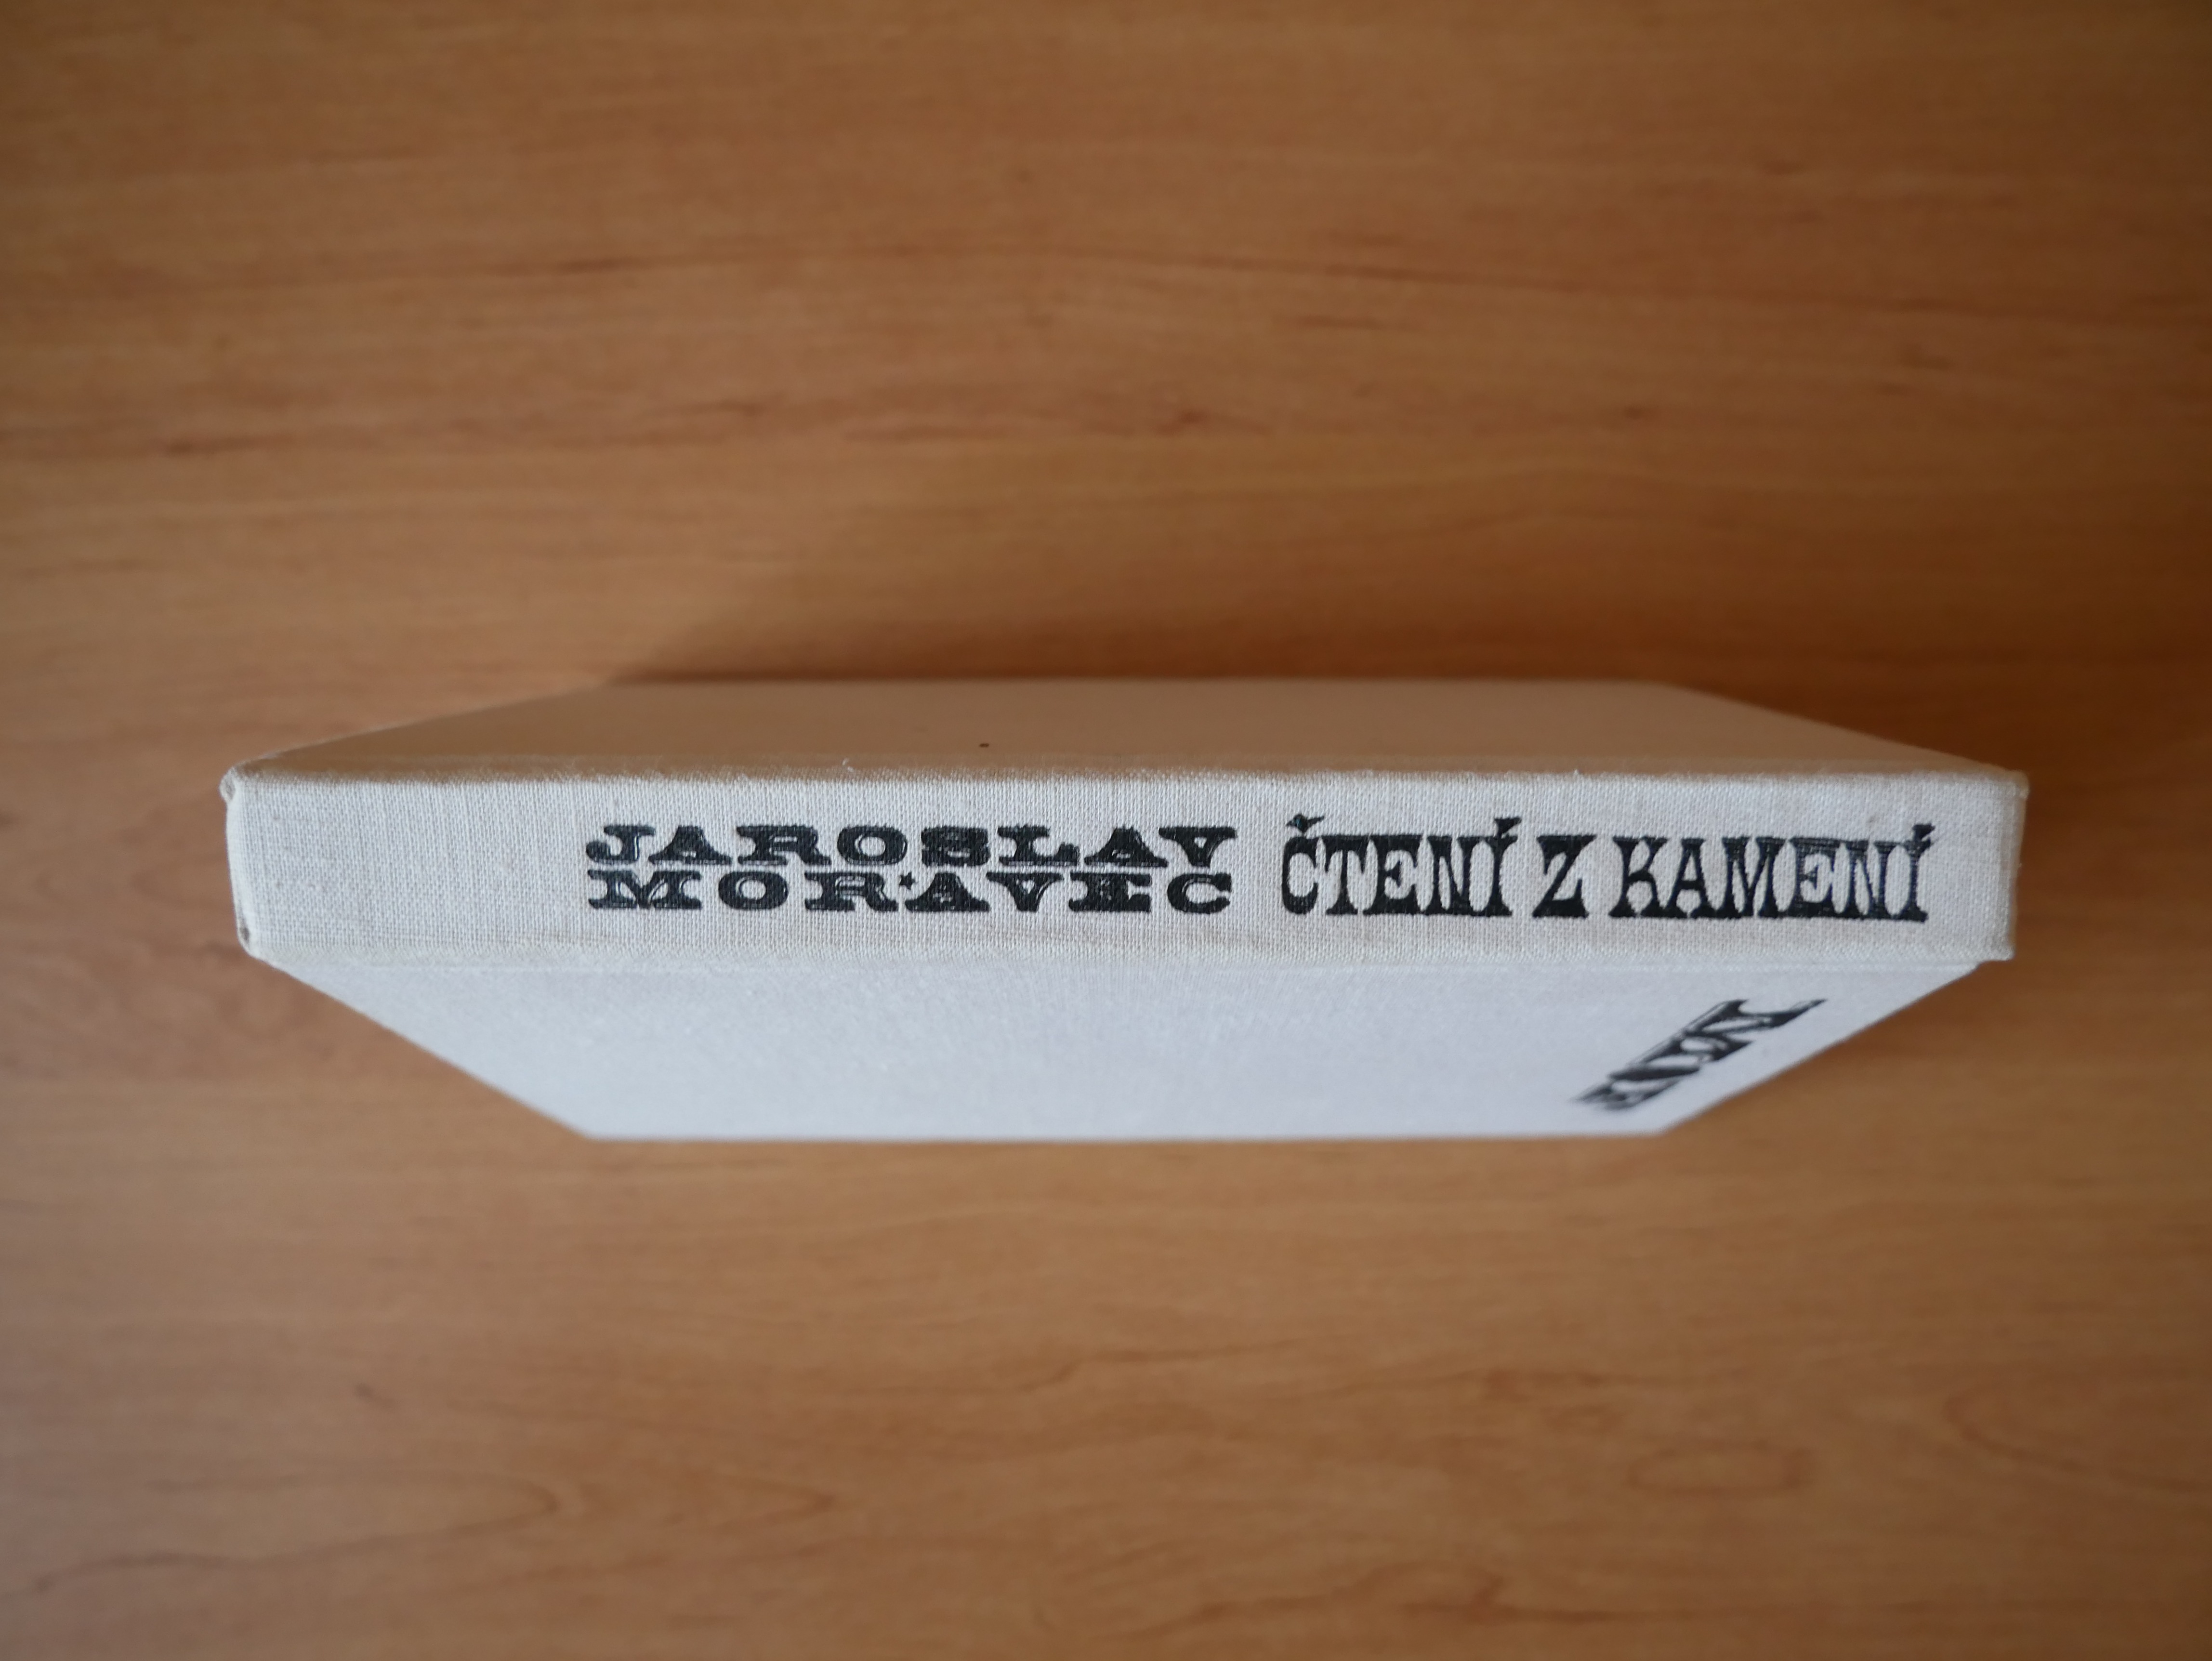 JAROSLAV
MORAVEC
ČTENÍ Z KAMENÍ